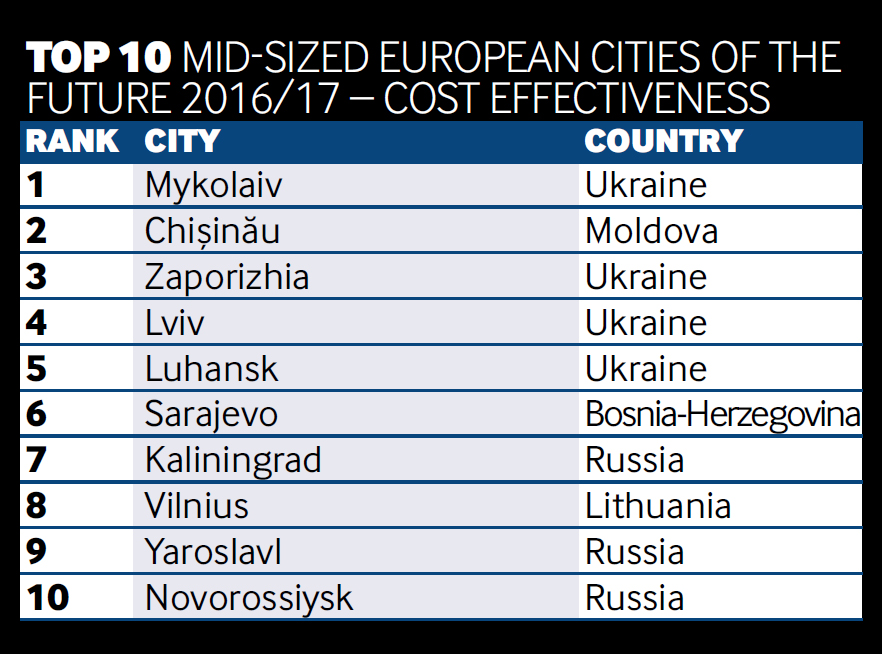 TOP 10 MID-SIZED EUROPEAN CITIES OF THE
FUTURE 2016/17 – COST EFFECTIVENESS
RANK CITY COUNTRY
1 Mykolaiv Ukraine
2 Chișinău Moldova
3 Zaporizhia Ukraine
4 Lviv Ukraine
5 Luhansk Ukraine
6 Sarajevo Bosnia-Herzegovina
7 Kaliningrad Russia
8 Vilnius Lithuania
9 Yaroslavl Russia
10 Novorossiysk Russia